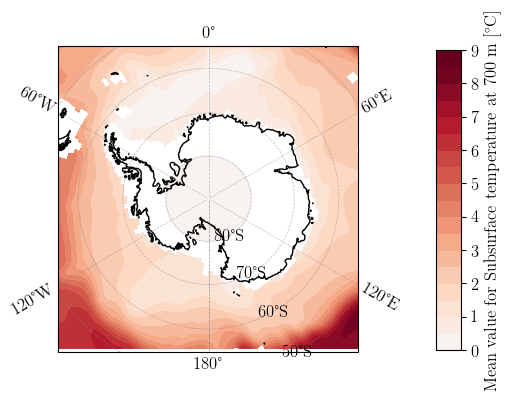 0°
60°W
60°E
80°S
70°S
120°W
120°E
60°S
50°S
180°
9
8
7
6
5
4
3
2
1
0
Mean value for Subsurface temperature at 700 m [°C]